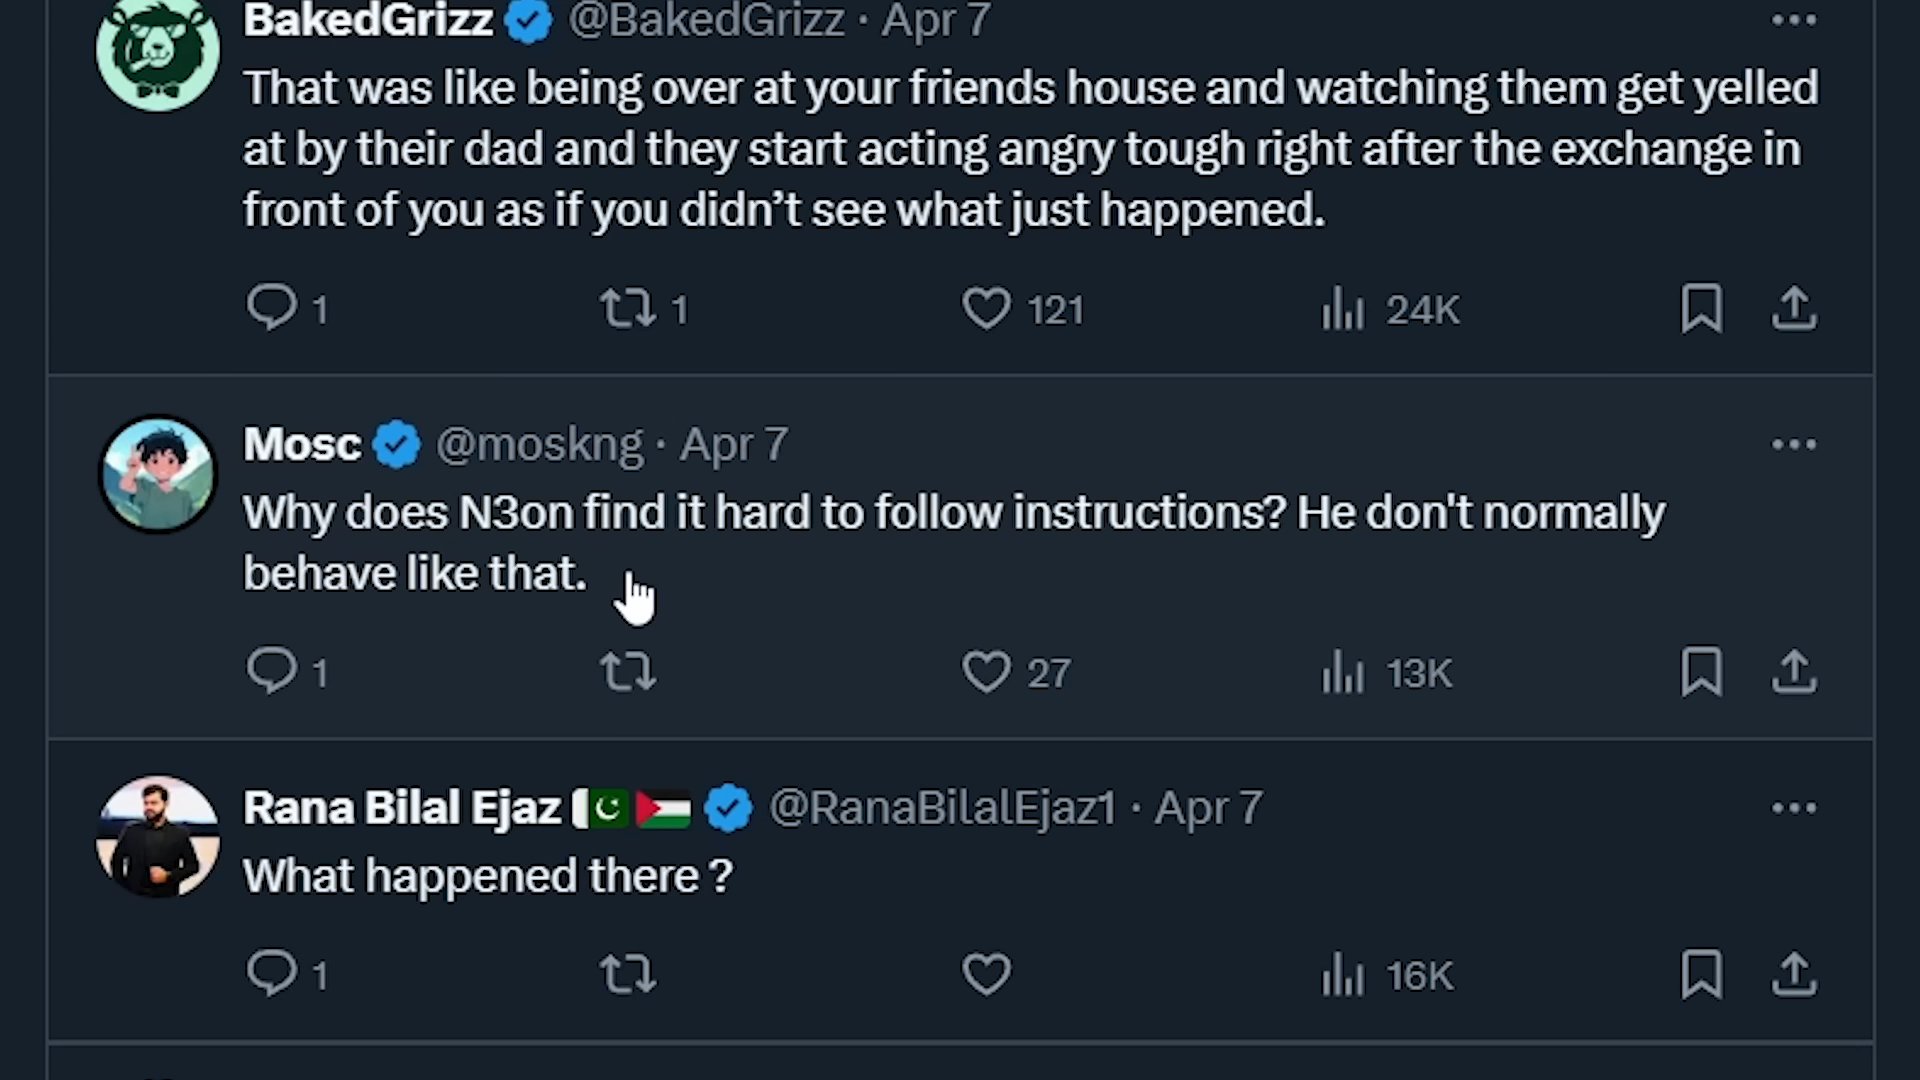 BakedGrizz @BakedGrizz · Apr 7
That was like being over at your friends house and watching them get yelled
at by their dad and they start acting angry tough right after the exchange in
front of you as if you didn’t see what just happened.
1 1 121 24K
Mosc @moskng · Apr 7
Why does N3on find it hard to follow instructions? He don't normally
behave like that.
1 27 13K
Rana Bilal Ejaz @RanaBilalEjaz1 · Apr 7
What happened there ?
1 16K